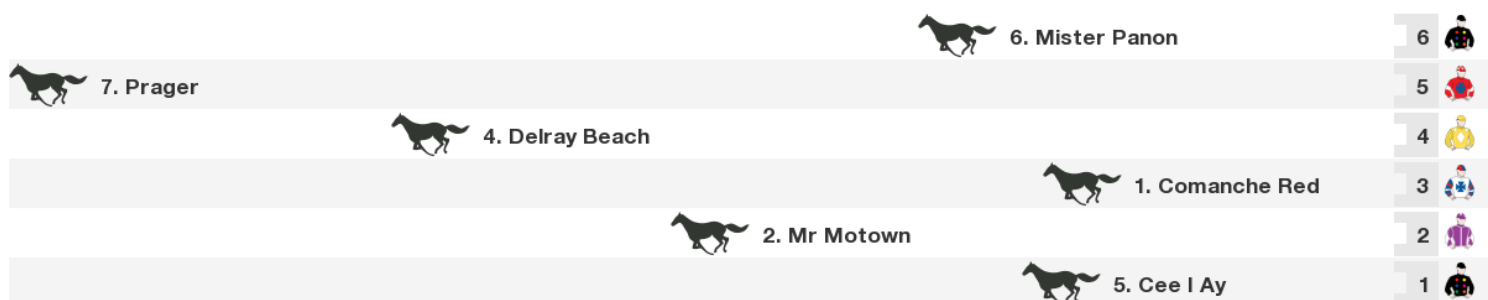 6. Mister Panon 6
7. Prager 5
4. Delray Beach 4
1. Comanche Red 3
2. Mr Motown 2
5. Cee I Ay 1